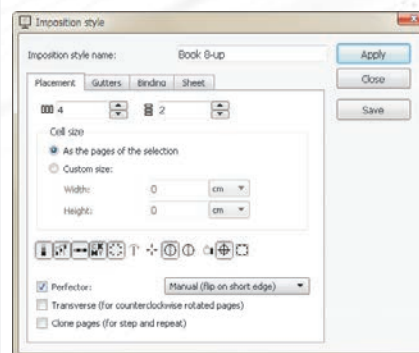 Imposition style
Imposition style name: Book 8-up
Apply
Close
Save
Placement Gutters Binding Sheet
4 2
Cell size
As the pages of the selection
Custom size:
Width: 0 cm
Height: 0 cm
Perfector: Manual (flip on short edge)
Transverse (for counterclockwise rotated pages)
Clone pages (for step and repeat)